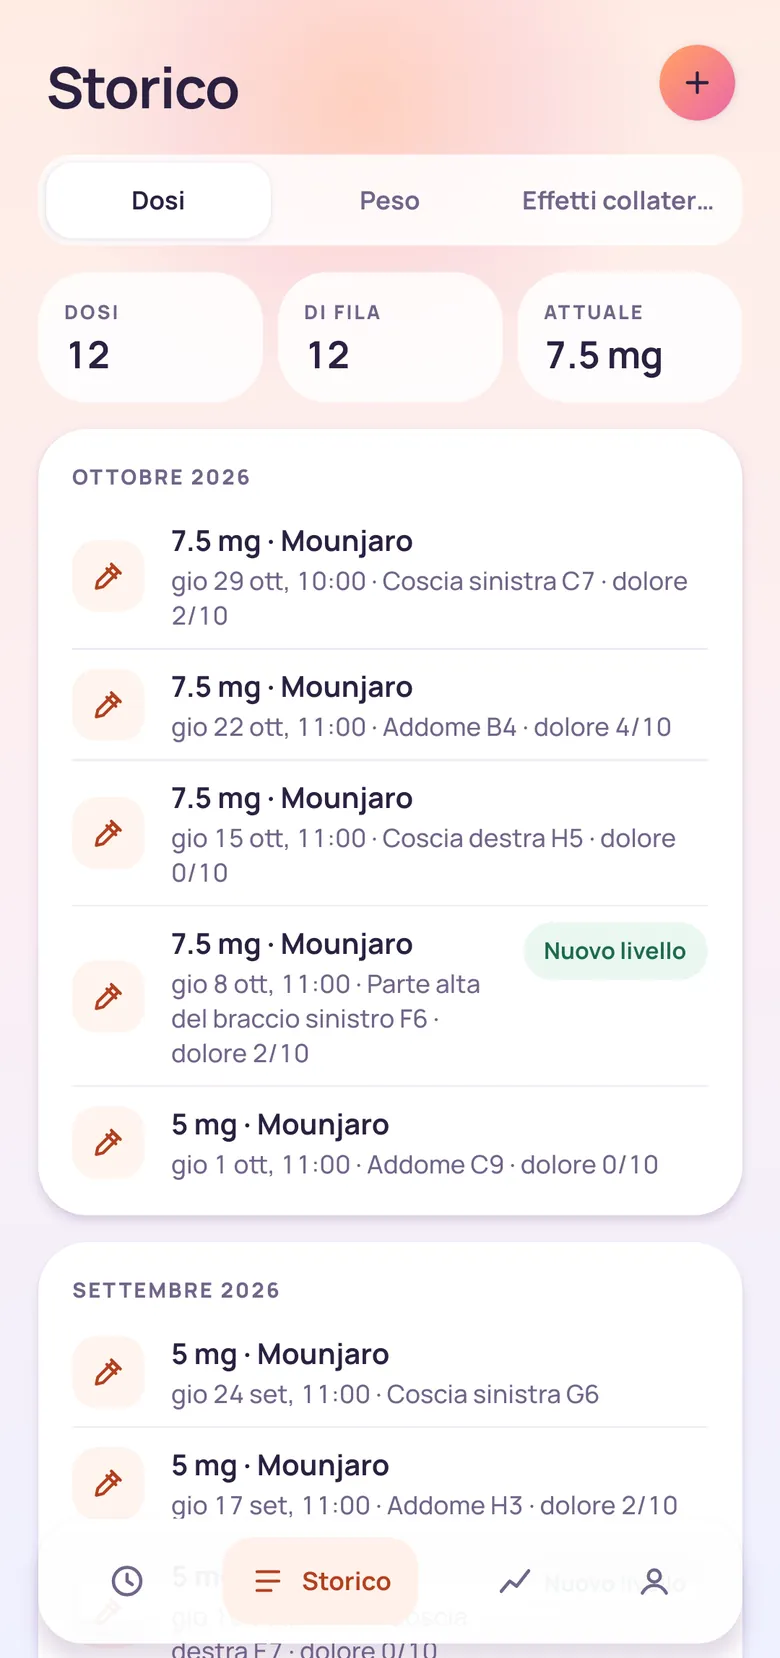 Storico
+
Dosi
Peso
Effetti collater...
DOSI
12
DI FILA
12
ATTUALE
7.5 mg
OTTOBRE 2026
7.5 mg · Mounjaro
gio 29 ott, 10:00 · Coscia sinistra C7 · dolore
2/10
7.5 mg · Mounjaro
gio 22 ott, 11:00 · Addome B4 · dolore 4/10
7.5 mg · Mounjaro
gio 15 ott, 11:00 · Coscia destra H5 · dolore
0/10
7.5 mg · Mounjaro
Nuovo livello
gio 8 ott, 11:00 · Parte alta
del braccio sinistro F6 ·
dolore 2/10
5 mg · Mounjaro
gio 1 ott, 11:00 · Addome C9 · dolore 0/10
SETTEMBRE 2026
5 mg · Mounjaro
gio 24 set, 11:00 · Coscia sinistra G6
5 mg · Mounjaro
gio 17 set, 11:00 · Addome H3 · dolore 2/10
5 m
Nuovo
Storico
gio
destra F7 · dolore 0/10